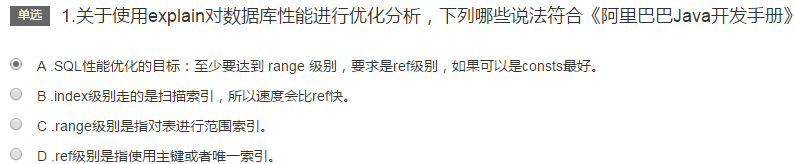 单选 1.关于使用explain对数据库性能进行优化分析，下列哪些说法符合《阿里巴巴Java开发手册》
A .SQL性能优化的目标：至少要达到 range 级别，要求是ref级别，如果可以是consts最好。
B .index级别走的是扫描索引，所以速度会比ref快。
C .range级别是指对表进行范围索引。
D .ref级别是指使用主键或者唯一索引。